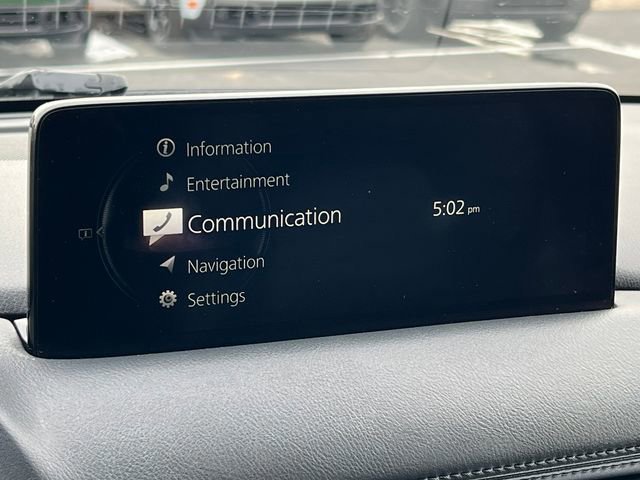 Information
Entertainment
Communication
5:02 pm
Navigation
Settings